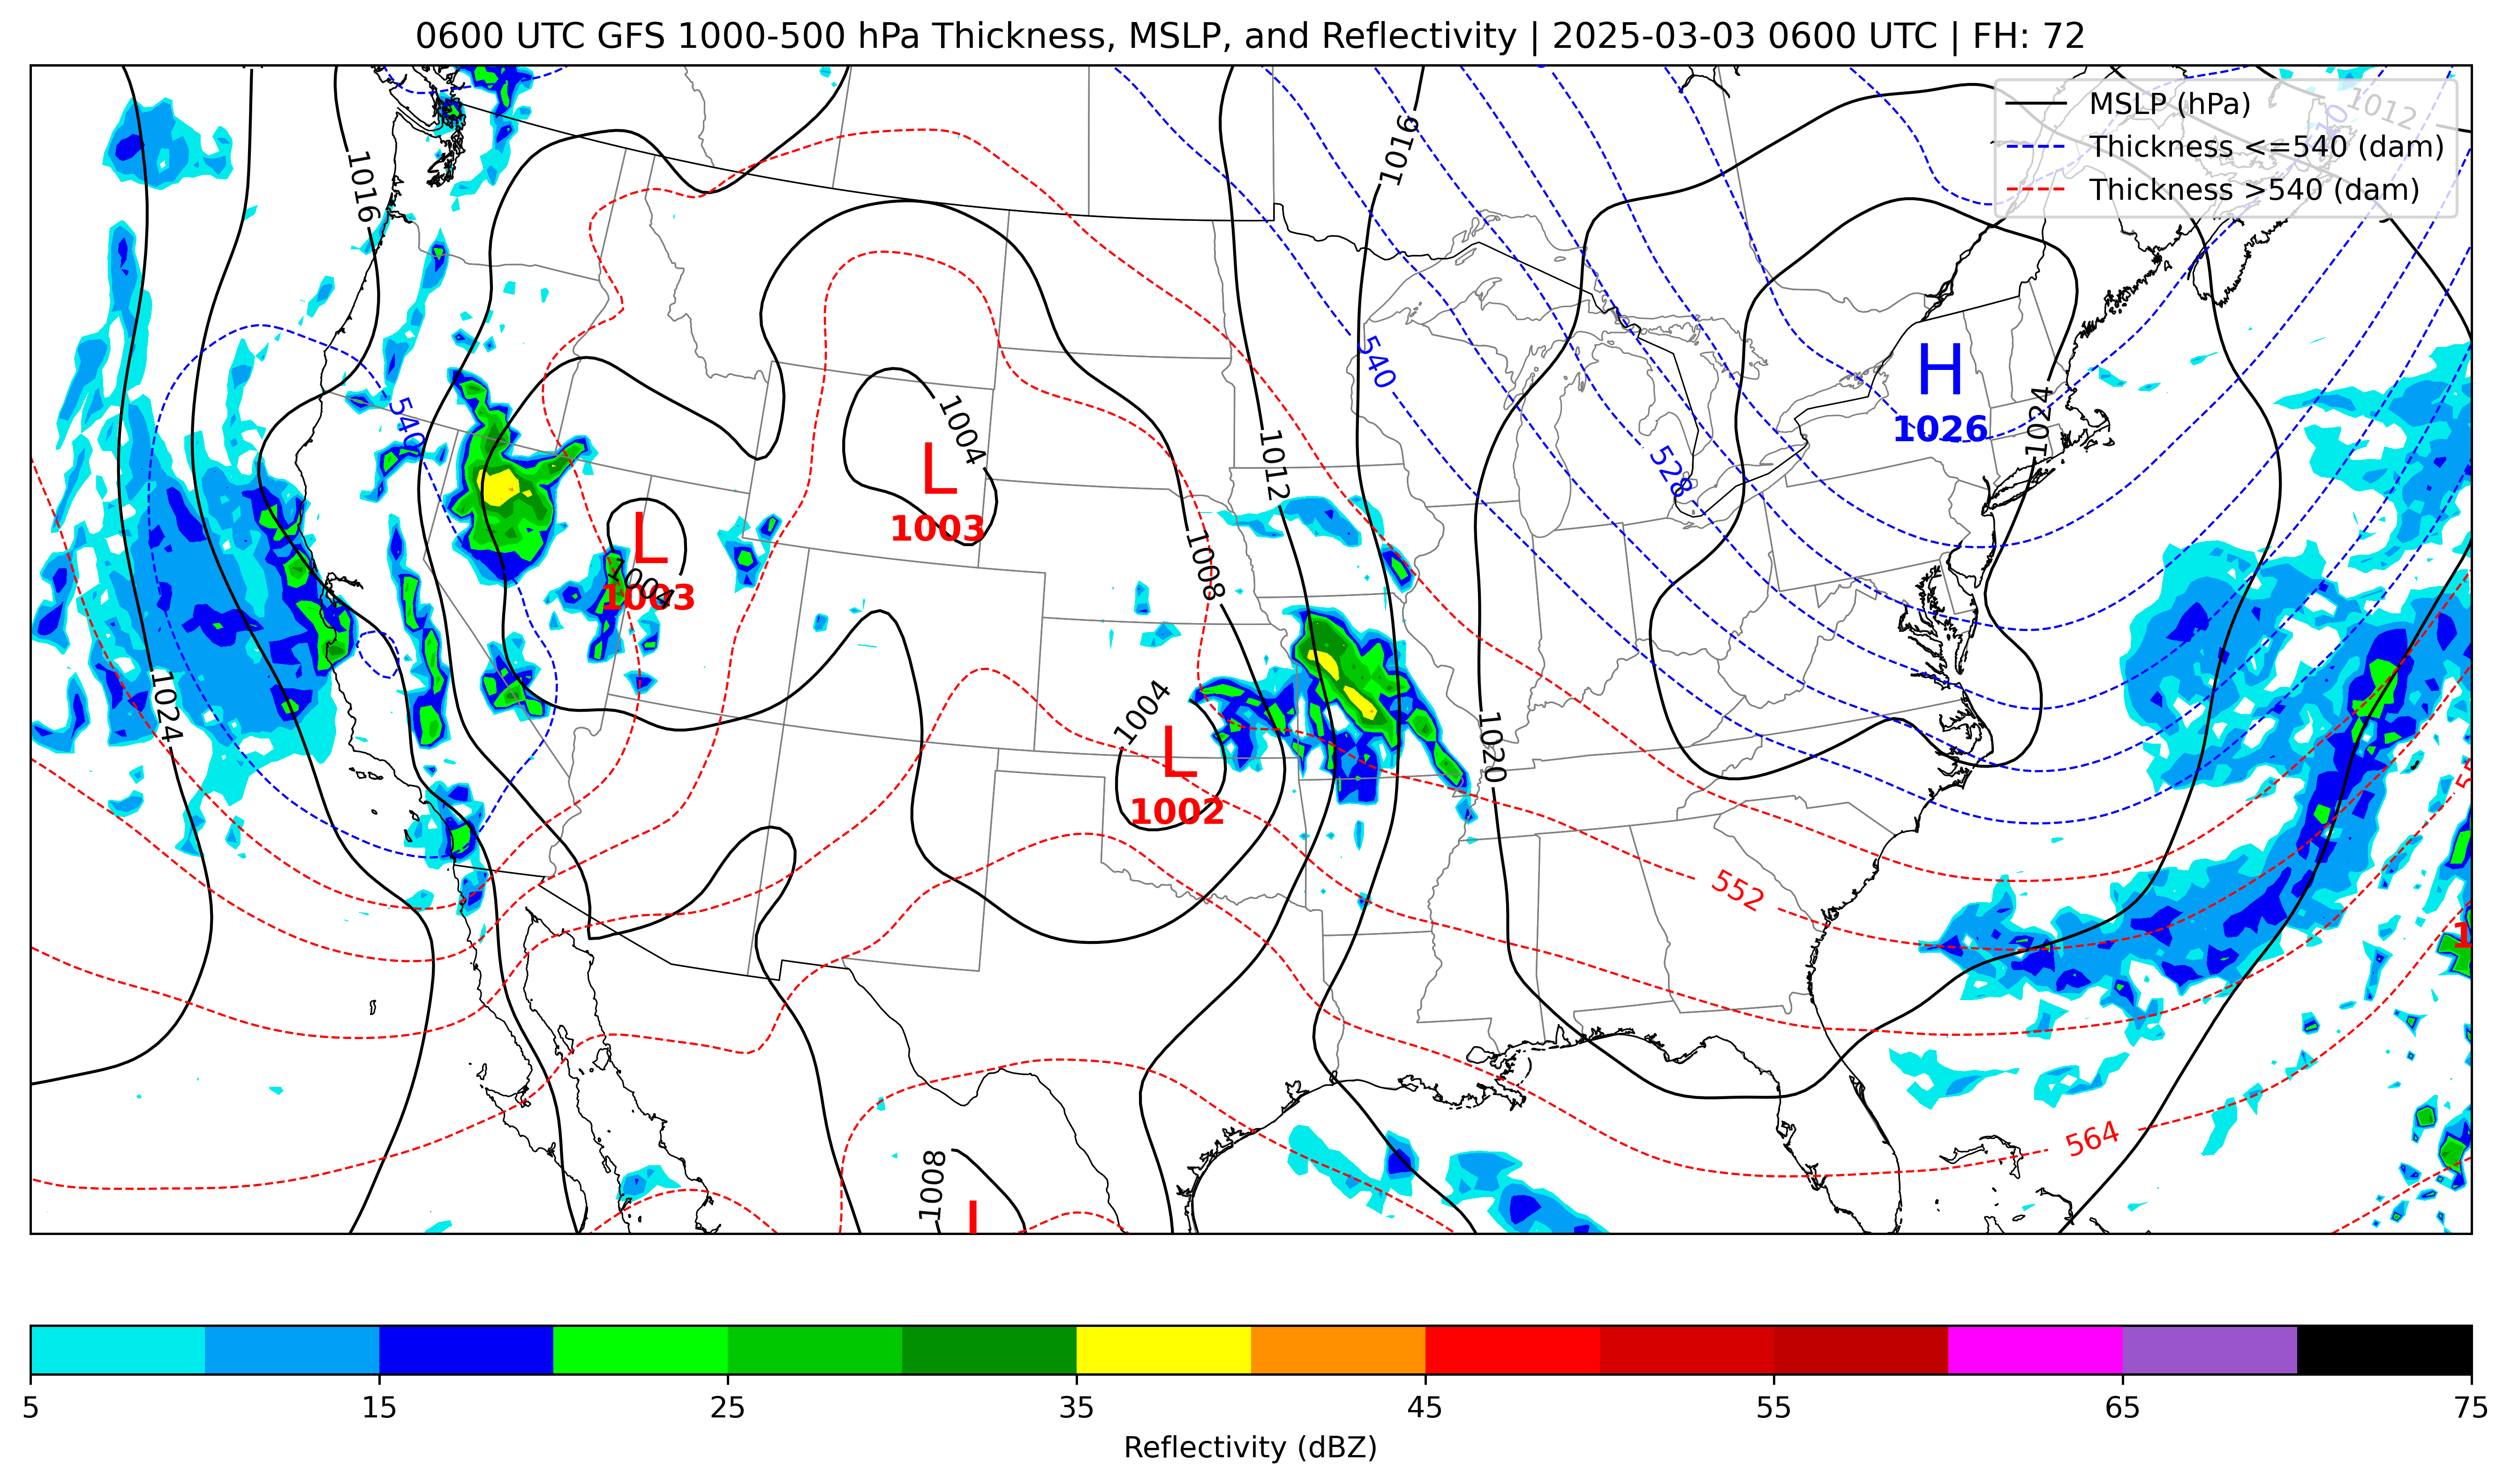 0600 UTC GFS 1000-500 hPa Thickness, MSLP, and Reflectivity | 2025-03-03 0600 UTC | FH: 72
MSLP (hPa)
Thickness <=540 (dam)
Thickness >540 (dam)
1012
1016
1016
540
H
1026
1024
540
1004
L
1003
1012
528
L
1003
1004
1008
1024
1004
L
1002
1020
552
564
1008
L
5 15 25 35 45 55 65 75
Reflectivity (dBZ)